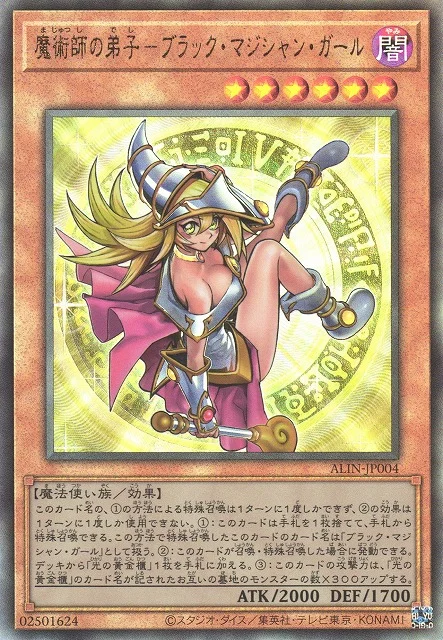 魔術師の弟子－ブラック・マジシャン・ガール
闇
ALIN-JP004
【魔法使い族／効果】
このカード名の、①の方法による特殊召喚は1ターンに1度しかできず、②の効果は
1ターンに1度しか使用できない。①：このカードは手札を1枚捨てて、手札から
特殊召喚できる。この方法で特殊召喚したこのカードのカード名は「ブラック・マジ
シャン・ガール」として扱う。②：このカードが召喚・特殊召喚した場合に発動できる。
デッキから「光の黄金櫃」1枚を手札に加える。③：このカードの攻撃力は、「光の
黄金櫃」のカード名が記されたお互いの墓地のモンスターの数×300アップする。
ATK/2000 DEF/1700
02501624 ©スタジオ・ダイス／集英社・テレビ東京・KONAMI